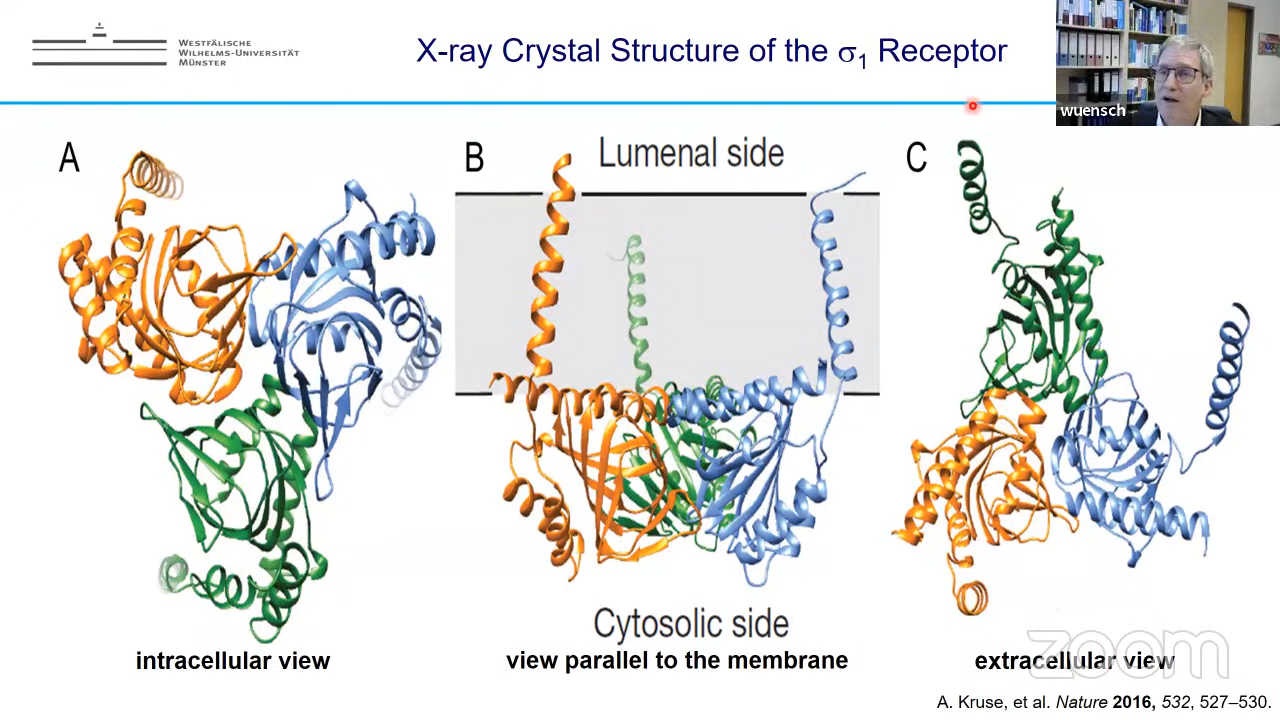 WESTFÄLISCHE
WILHELMS-UNIVERSITÄT
MÜNSTER
X-ray Crystal Structure of the σ1 Receptor
wuensch
A
B
Lumenal side
C
Cytosolic side
intracellular view
view parallel to the membrane
extracellular view
zoom
A. Kruse, et al. Nature 2016, 532, 527–530.